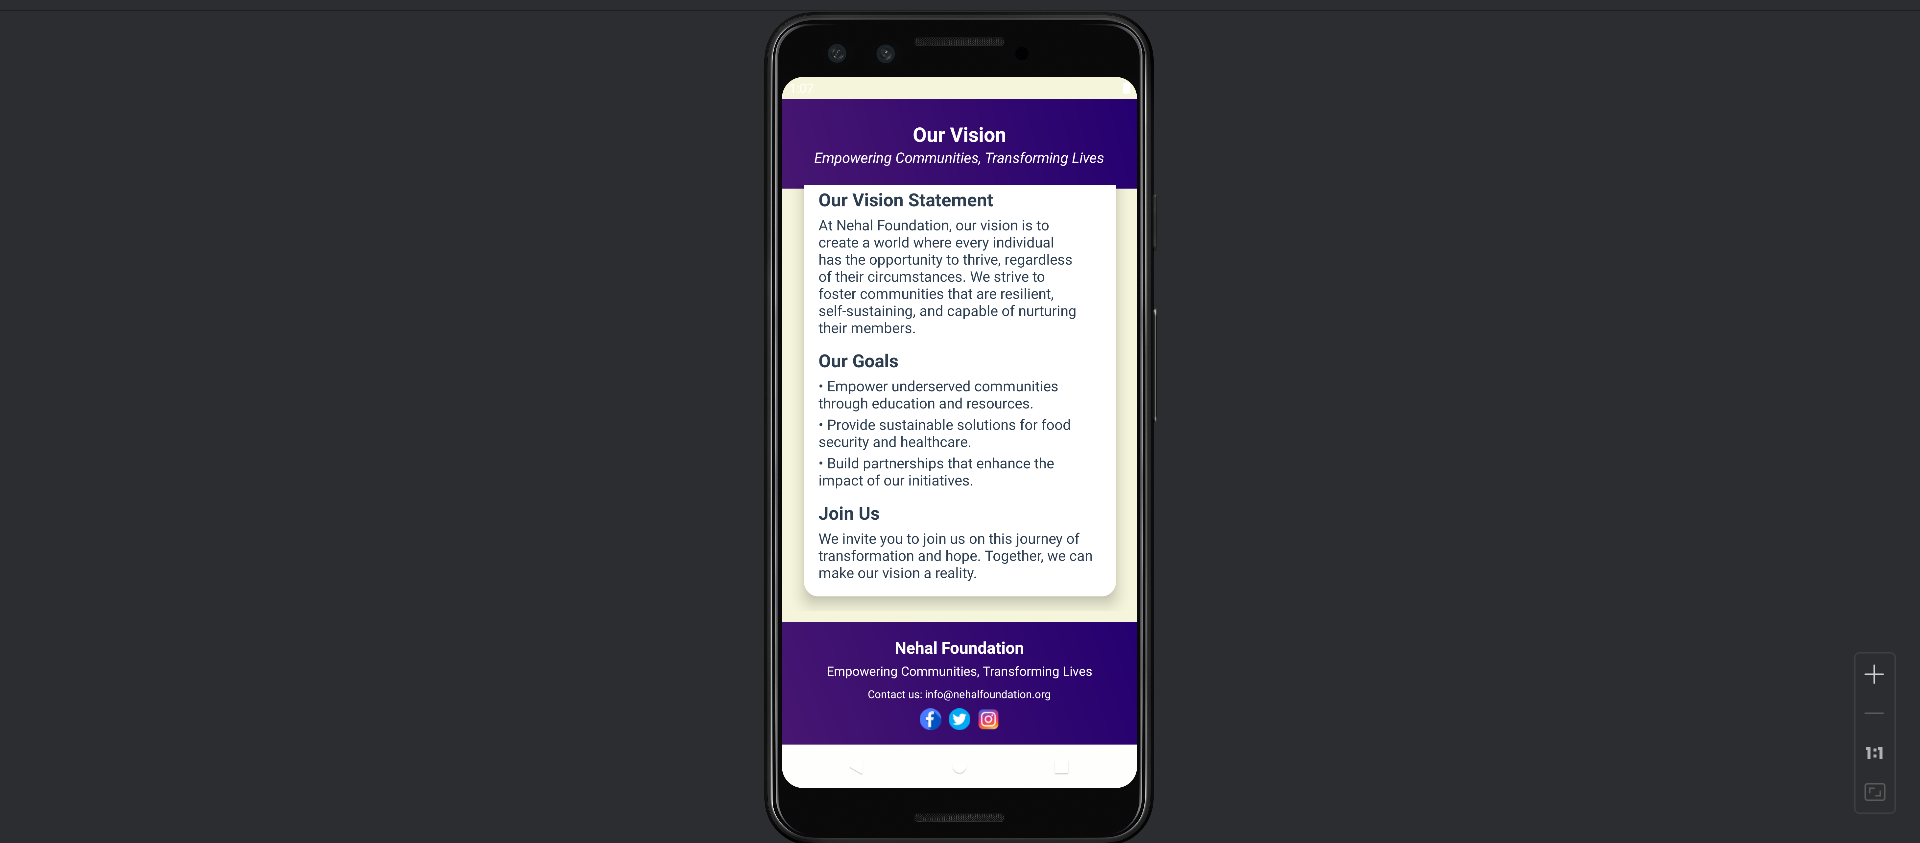 1:07
Our Vision
Empowering Communities, Transforming Lives
Our Vision Statement
At Nehal Foundation, our vision is to
create a world where every individual
has the opportunity to thrive, regardless
of their circumstances. We strive to
foster communities that are resilient,
self-sustaining, and capable of nurturing
their members.
Our Goals
• Empower underserved communities
through education and resources.
• Provide sustainable solutions for food
security and healthcare.
• Build partnerships that enhance the
impact of our initiatives.
Join Us
We invite you to join us on this journey of
transformation and hope. Together, we can
make our vision a reality.
Nehal Foundation
Empowering Communities, Transforming Lives
Contact us: info@nehalfoundation.org
1:1